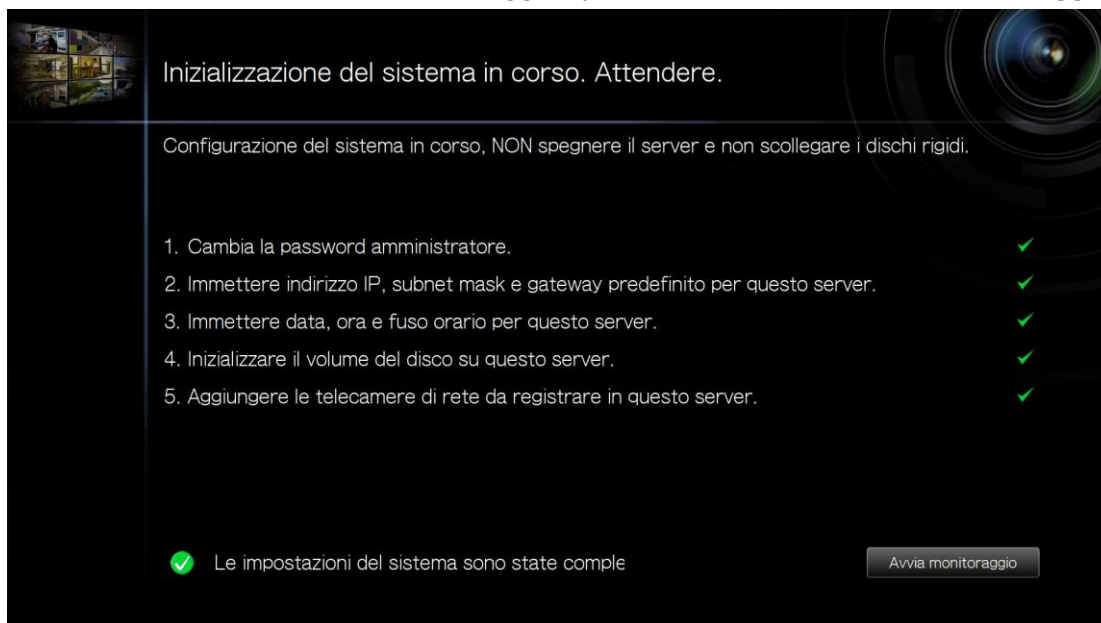 Inizializzazione del sistema in corso. Attendere.
Configurazione del sistema in corso, NON spegnere il server e non scollegare i dischi rigidi.
1. Cambia la password amministratore.
2. Immettere indirizzo IP, subnet mask e gateway predefinito per questo server.
3. Immettere data, ora e fuso orario per questo server.
4. Inizializzare il volume del disco su questo server.
5. Aggiungere le telecamere di rete da registrare in questo server.
Le impostazioni del sistema sono state comple
Avvia monitoraggio